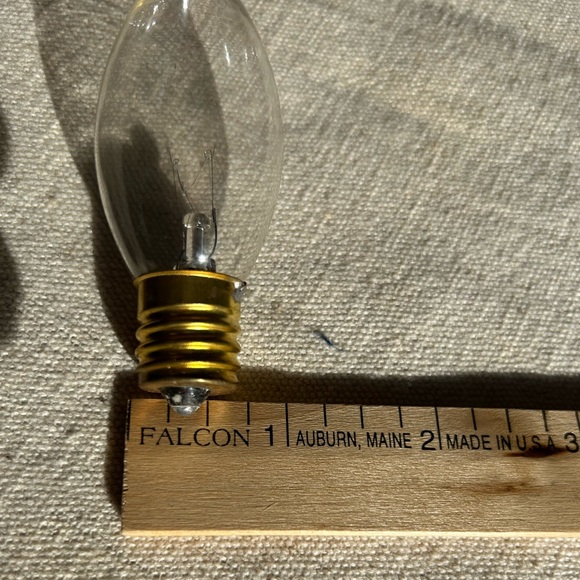 FALCON 1 AUBURN, MAINE 2 MADE IN U.S.A. 3